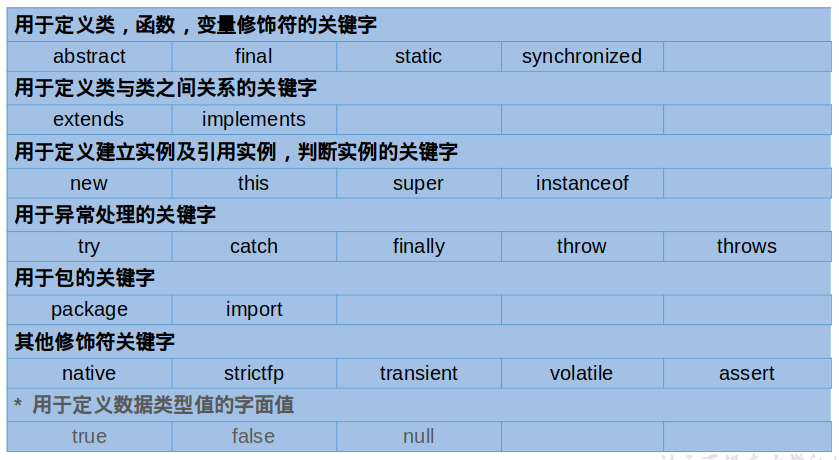 用于定义类，函数，变量修饰符的关键字
abstract final static synchronized
用于定义类与类之间关系的关键字
extends implements
用于定义建立实例及引用实例，判断实例的关键字
new this super instanceof
用于异常处理的关键字
try catch finally throw throws
用于包的关键字
package import
其他修饰符关键字
native strictfp transient volatile assert
* 用于定义数据类型值的字面值
true false null